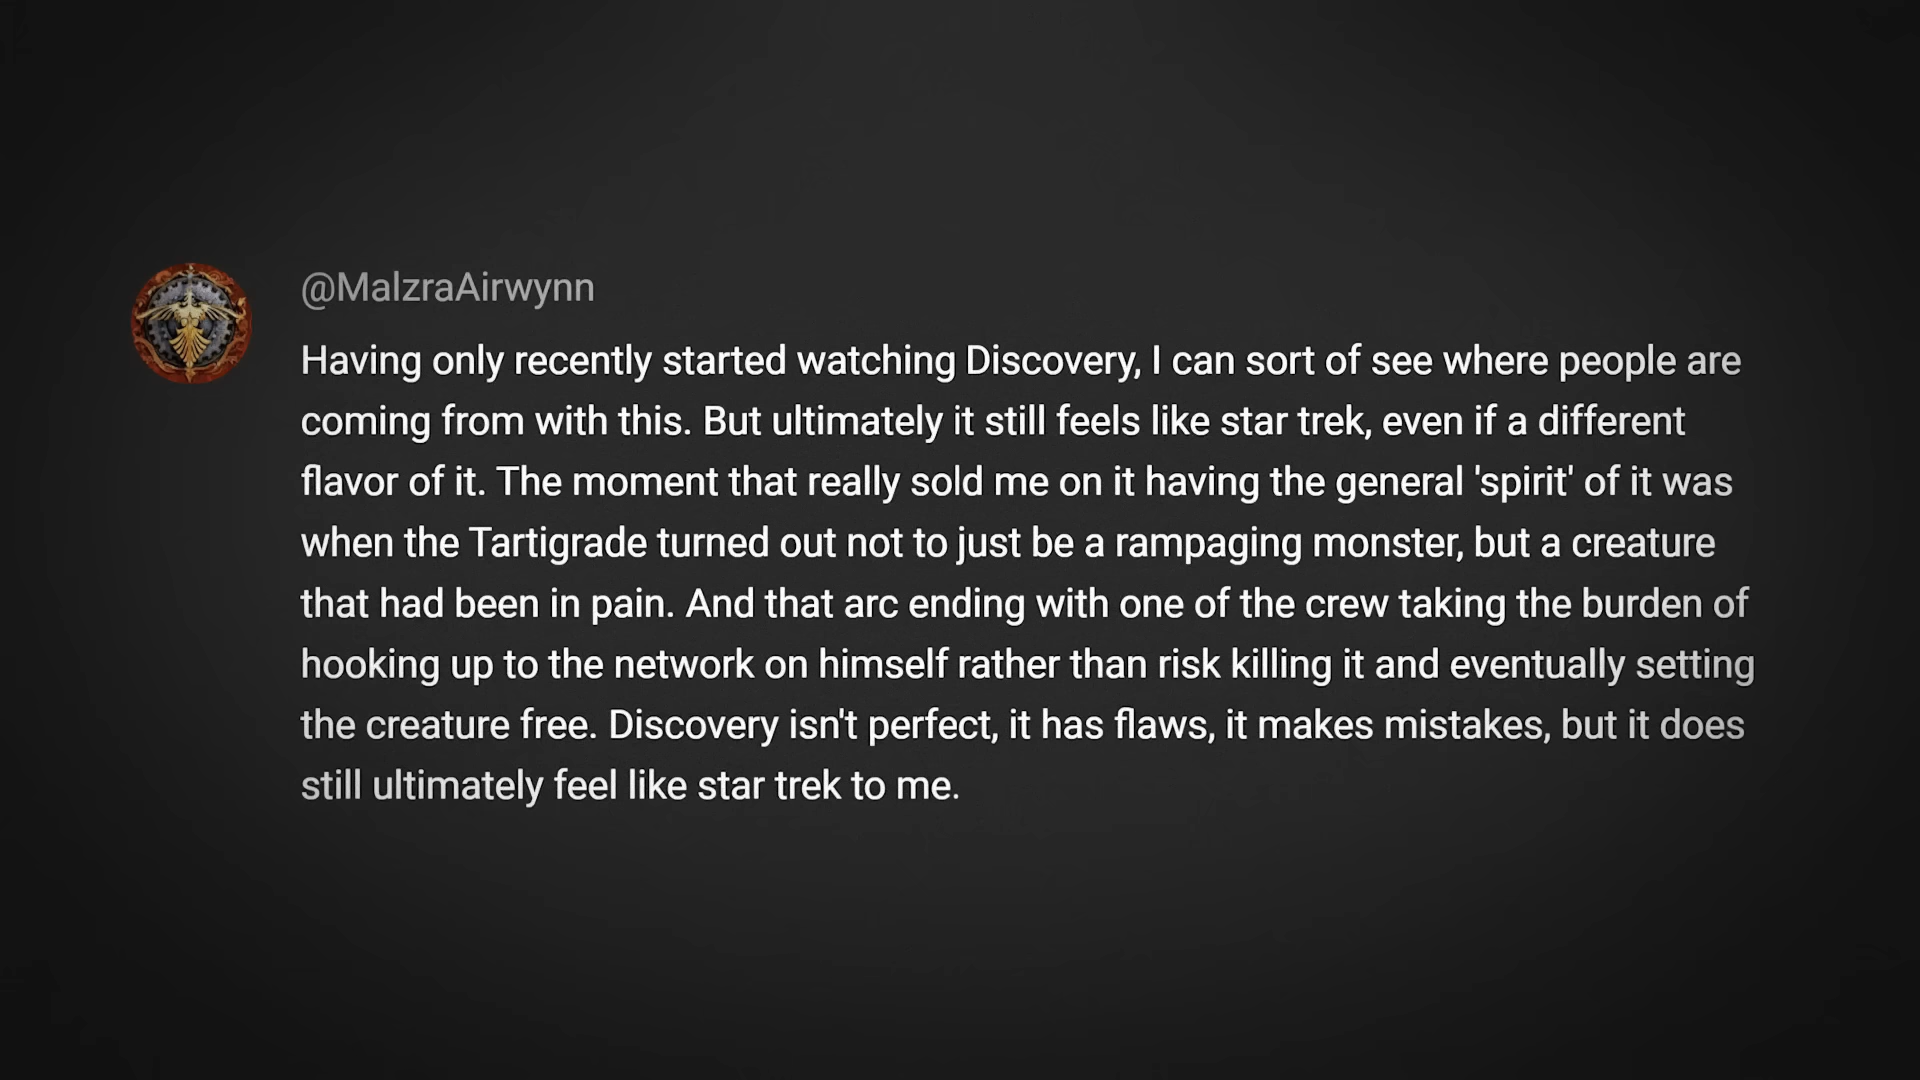 @MalzraAirwynn
Having only recently started watching Discovery, I can sort of see where people are
coming from with this. But ultimately it still feels like star trek, even if a different
flavor of it. The moment that really sold me on it having the general 'spirit' of it was
when the Tartigrade turned out not to just be a rampaging monster, but a creature
that had been in pain. And that arc ending with one of the crew taking the burden of
hooking up to the network on himself rather than risk killing it and eventually setting
the creature free. Discovery isn't perfect, it has flaws, it makes mistakes, but it does
still ultimately feel like star trek to me.